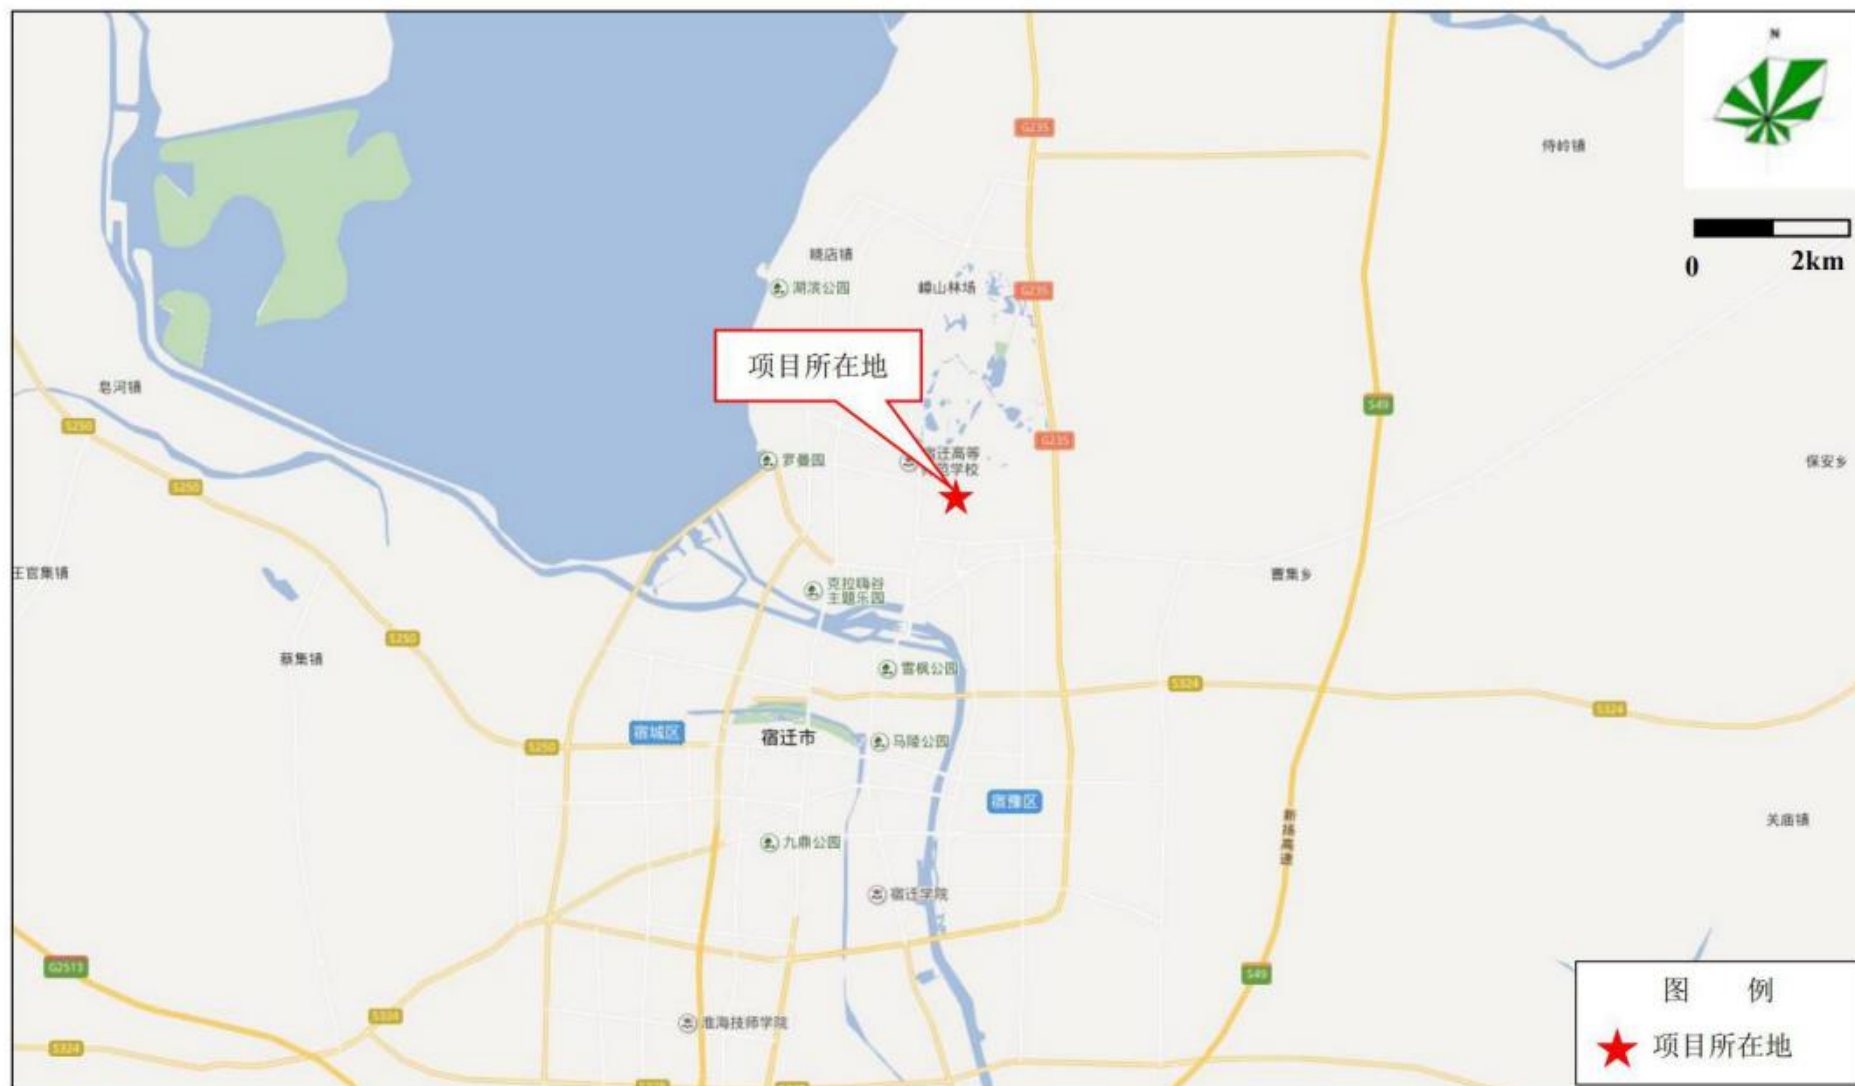 N
G235
侍岭镇
晓店镇
0
2km
湖滨公园
嶂山林场
G235
项目所在地
皂河镇
S49
S250
G235
罗曼园
宿迁高等
范学校
保安乡
S250
王官集镇
曹集乡
克拉嗨谷
主题乐园
S250
蔡集镇
雪枫公园
S324
S324
宿城区
宿迁市
马陵公园
S250
宿豫区
新扬高速
关庙镇
九鼎公园
宿迁学院
G2513
S49
图 例
S324
淮海技师学院
项目所在地
S324